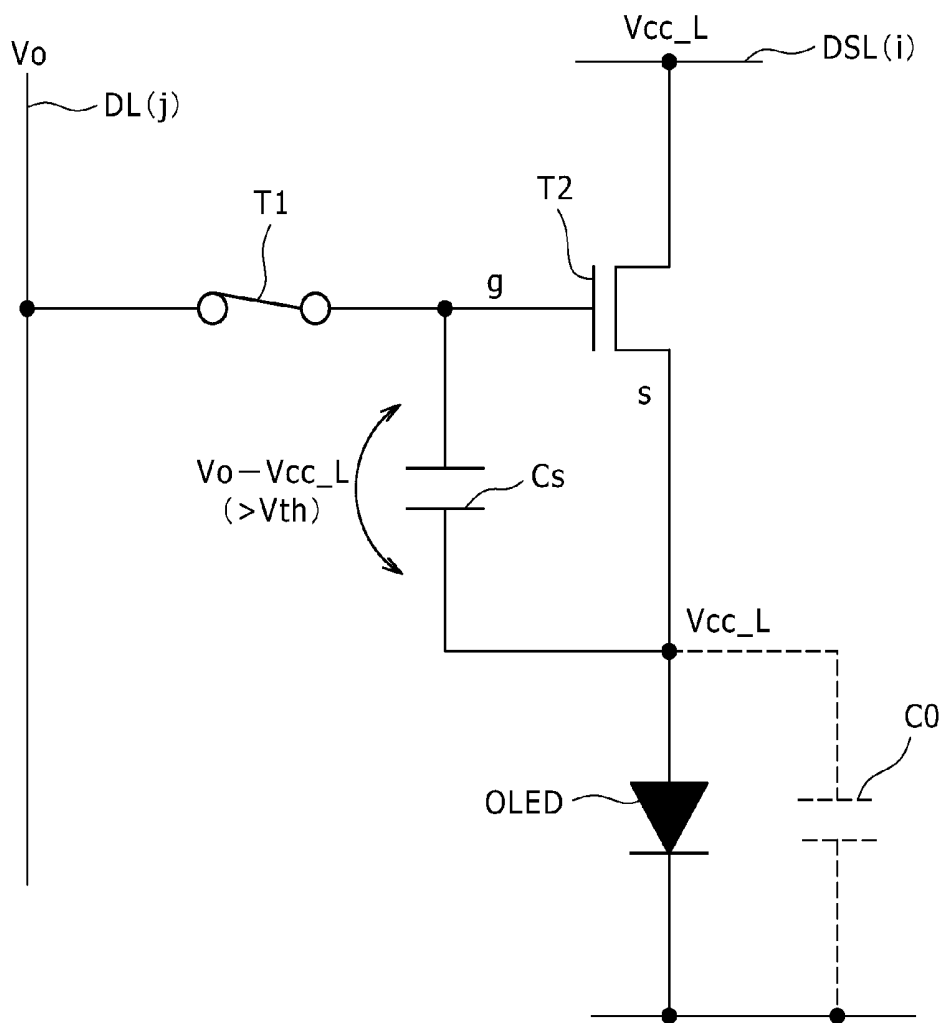 Vcc_L
DSL(i)
Vo
DL(j)
T1
T2
g
s
Vo−Vcc_L
(>Vth)
Cs
Vcc_L
C0
OLED